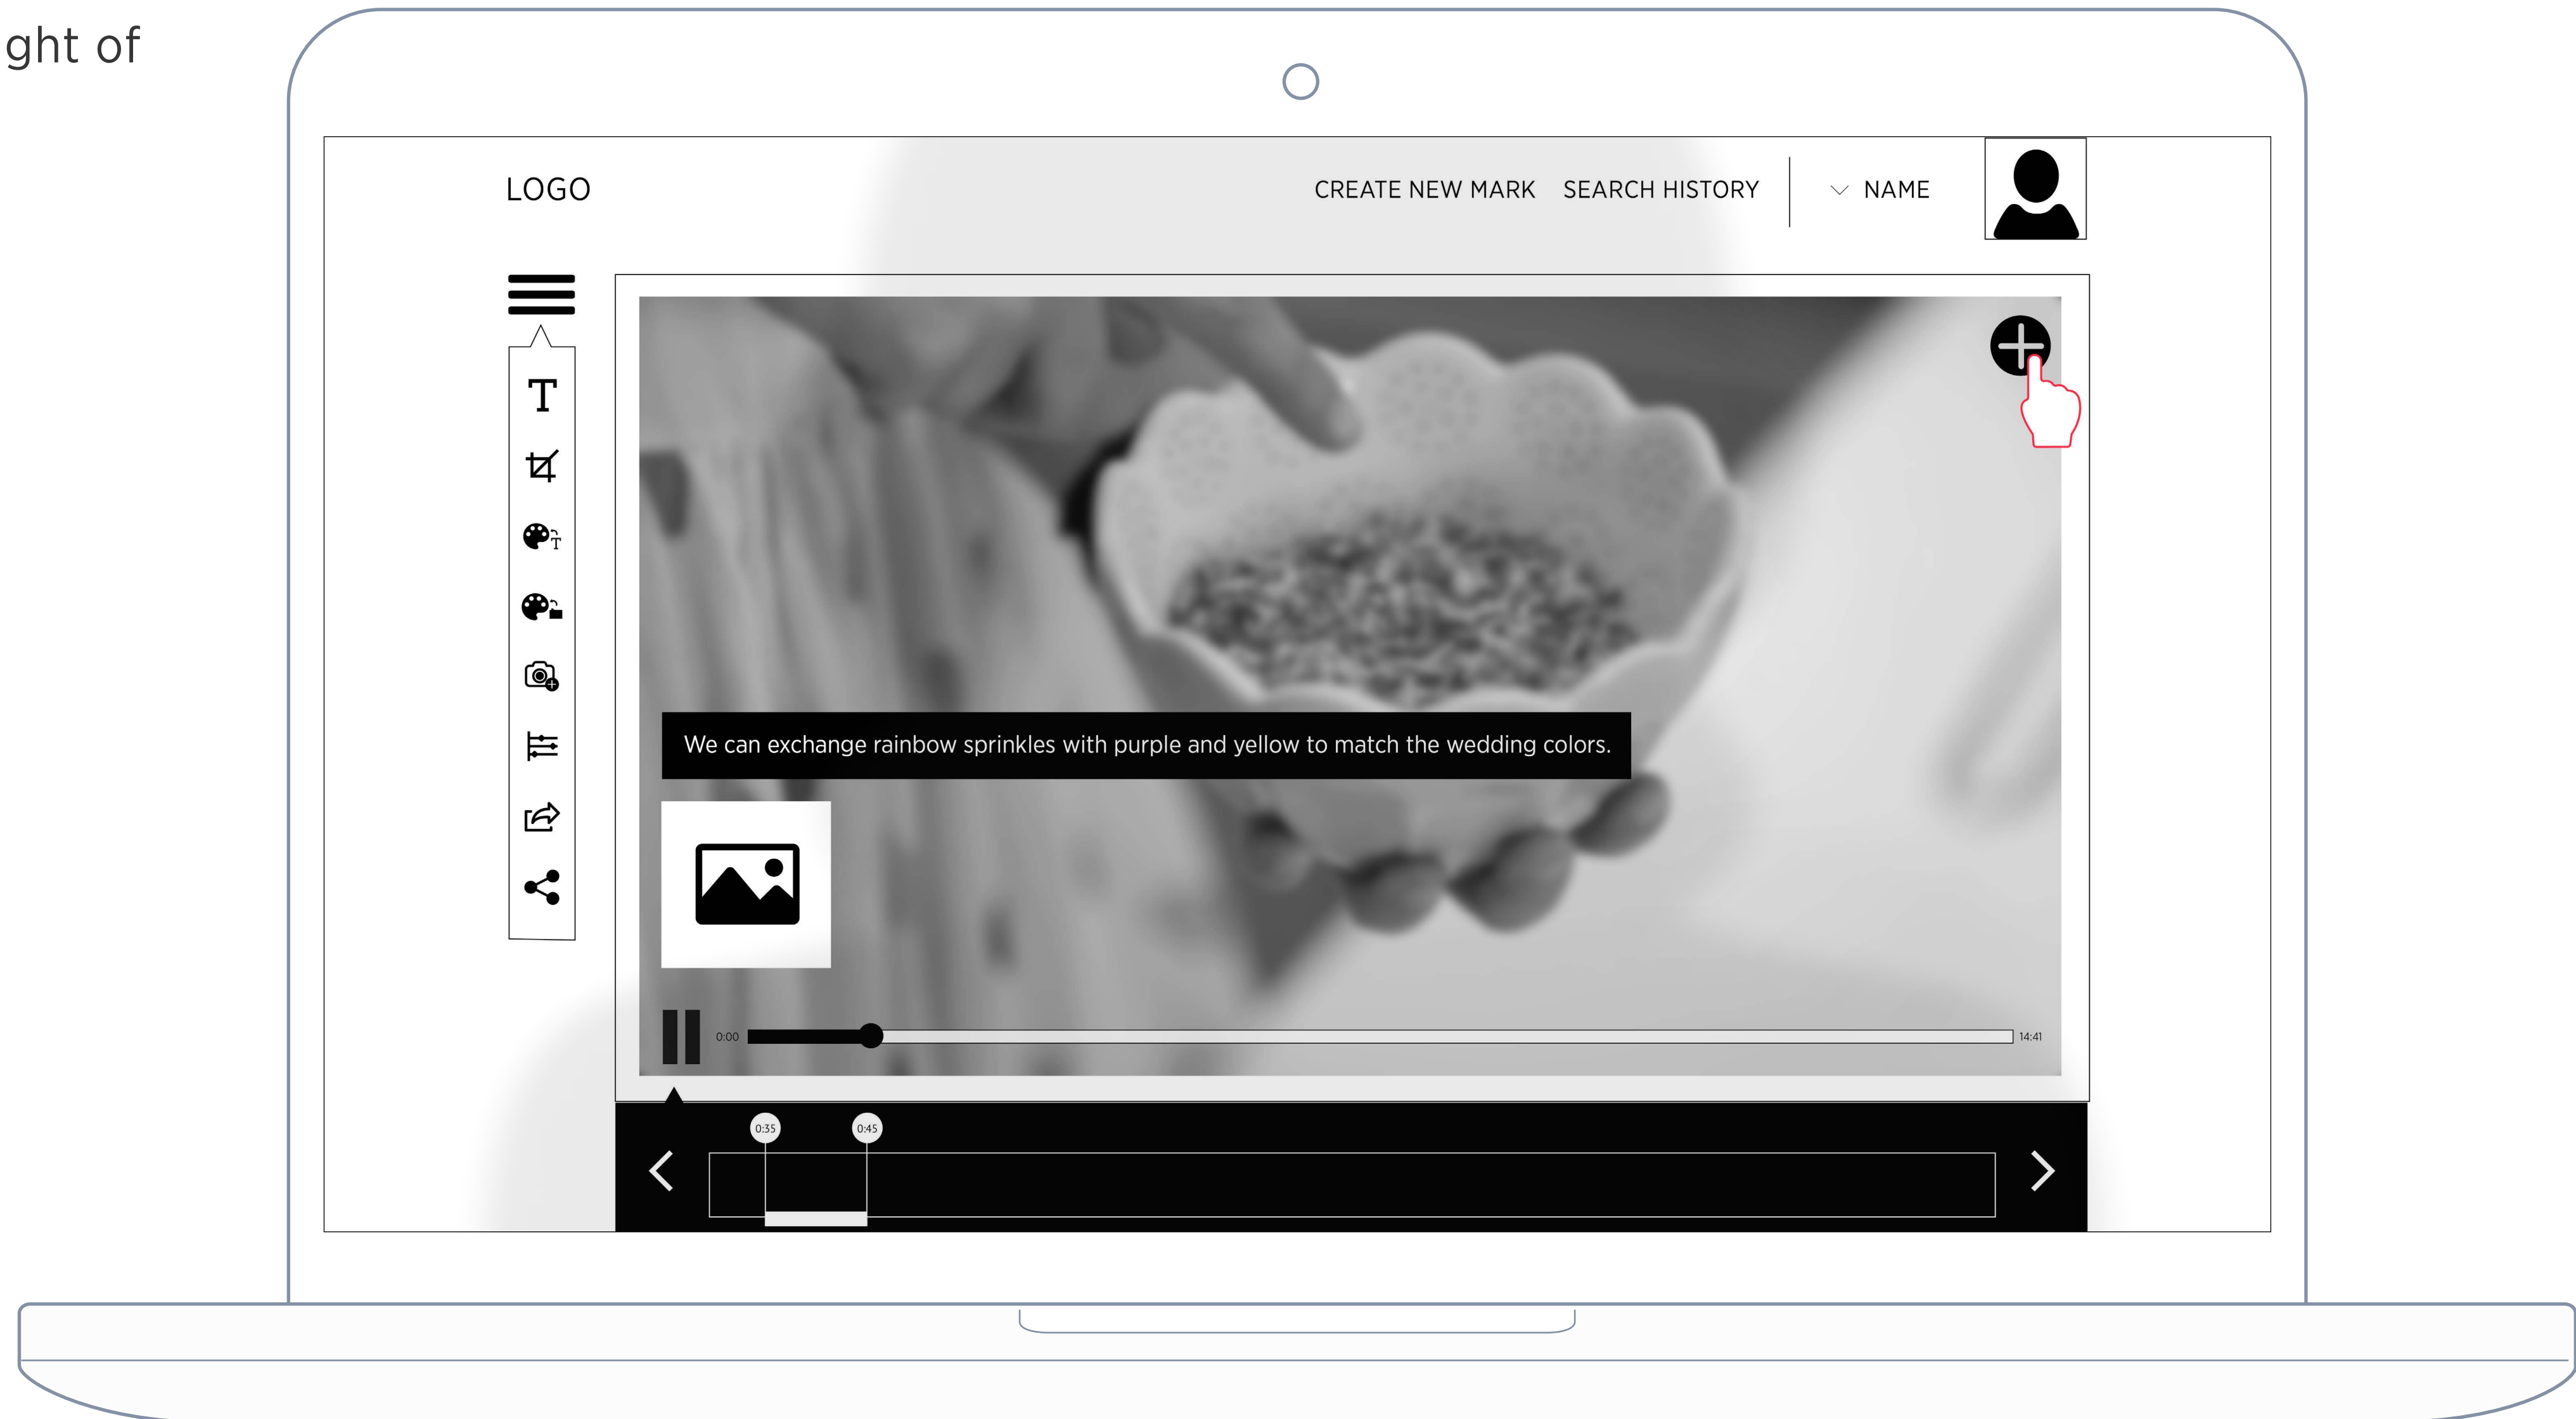 ght of
LOGO
CREATE NEW MARK SEARCH HISTORY NAME
T
T
We can exchange rainbow sprinkles with purple and yellow to match the wedding colors.
0:00 14:41
0:35 0:45